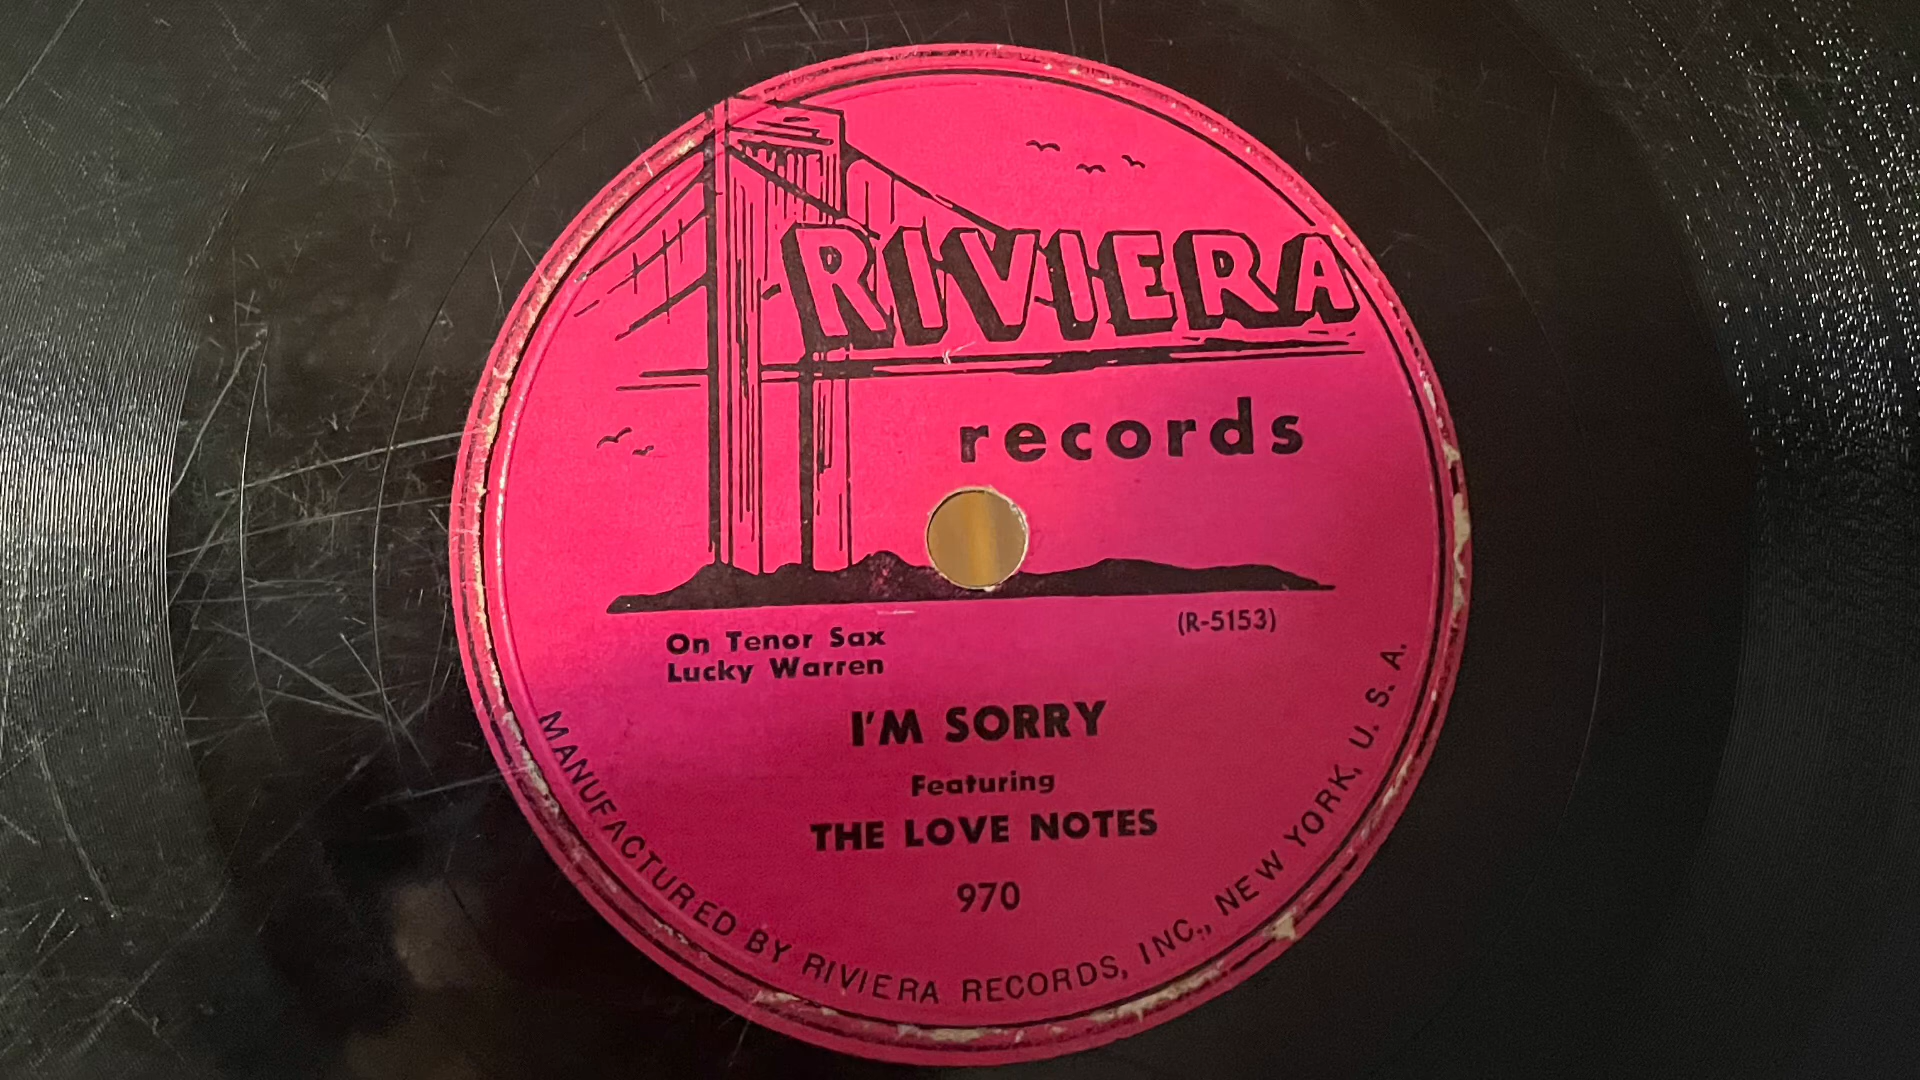 RIVIERA
records
On Tenor Sax
Lucky Warren
(R-5153)
I'M SORRY
Featuring
THE LOVE NOTES
970
MANUFACTURED BY RIVIERA RECORDS, INC., NEW YORK, U. S. A.